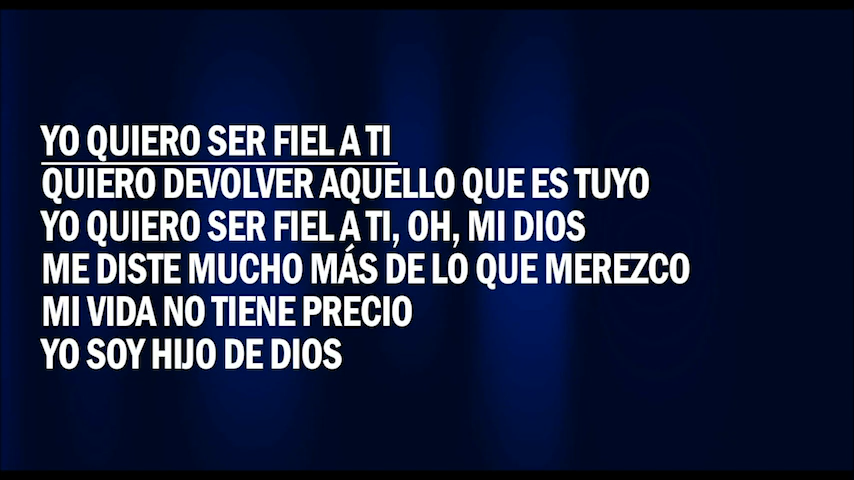 YO QUIERO SER FIEL A TI
QUIERO DEVOLVER AQUELLO QUE ES TUYO
YO QUIERO SER FIEL A TI, OH, MI DIOS
ME DISTE MUCHO MÁS DE LO QUE MEREZCO
MI VIDA NO TIENE PRECIO
YO SOY HIJO DE DIOS